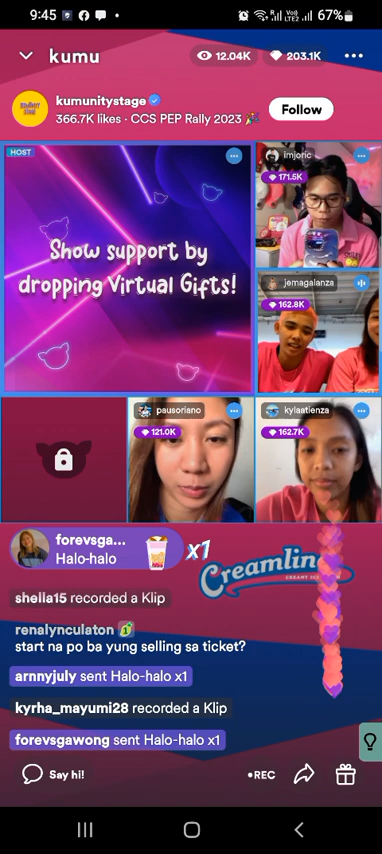 9:45
67%
kumu
12.04K
203.1K
kumunitystage
366.7K likes · CCS PEP Rally 2023
Follow
HOST
Show support by
dropping Virtual Gifts!
imjoric
171.5K
jemagalanza
162.8K
pausoriano
121.0K
kylaatienza
162.7K
forevsga...
Halo-halo
x1
Creamline
CREAMY ICE
sheila15 recorded a Klip
renalynculaton
start na po ba yung selling sa ticket?
arnnyjuly sent Halo-halo x1
kyrha_mayumi28 recorded a Klip
forevsgawong sent Halo-halo x1
Say hi!
•REC